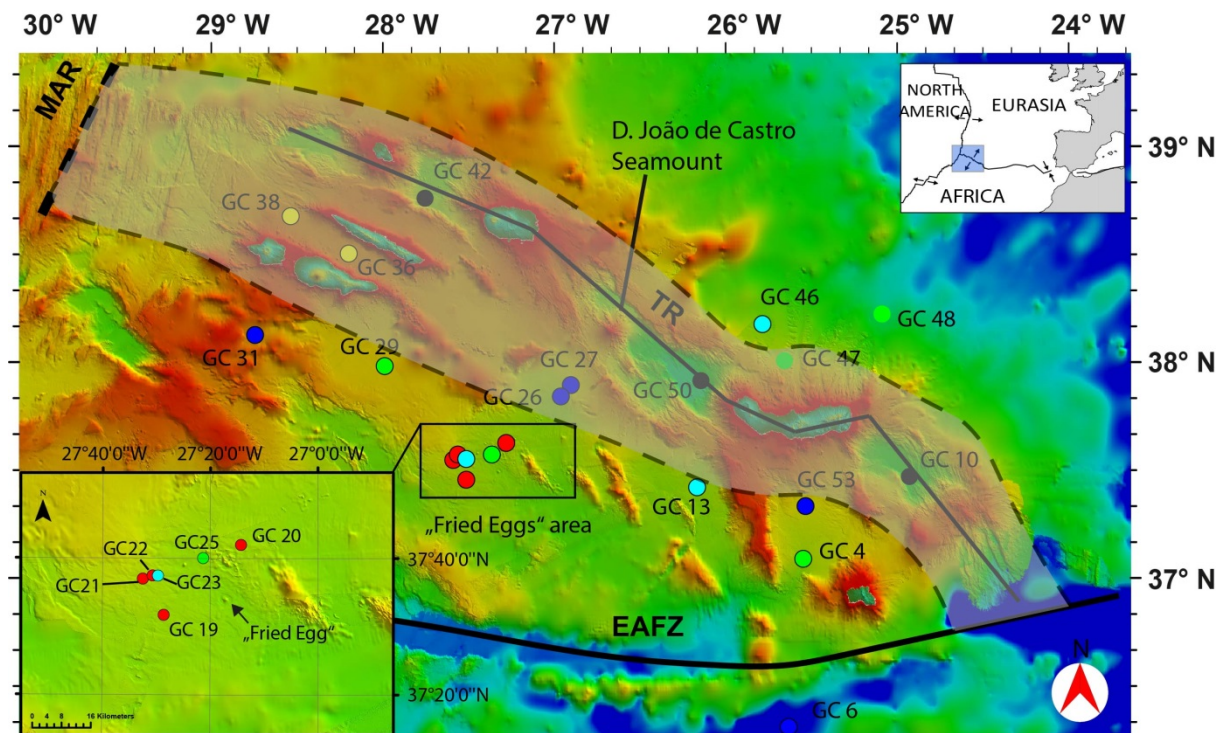 30° W 29° W 28° W 27° W 26° W 25° W 24° W
MAR
D. João de Castro
Seamount
NORTH
AMERICA
EURASIA
AFRICA
39° N
GC 42
GC 38
GC 36
TR
GC 46
GC 48
GC 31
GC 29
GC 27
GC 47
38° N
GC 26
GC 50
37°40'0"W 37°20'0"W 27°0'0"W
GC 10
GC 53
GC 13
„Fried Eggs“ area
GC 4
37° N
N
GC 20
GC25
GC22
GC21
GC23
GC 19
„Fried Egg“
37°40'0''N
37°20'0''N
0 4 8 16 Kilometers
EAFZ
GC 6
N